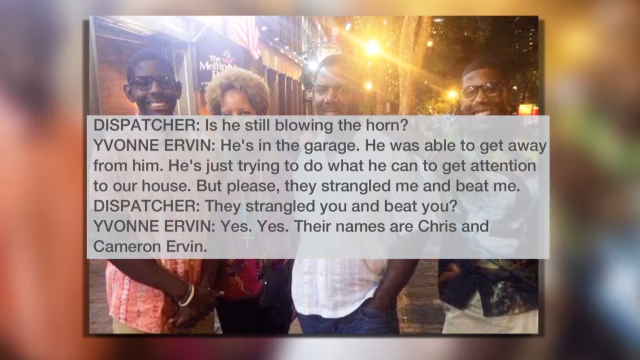 The
Melting
DISPATCHER: Is he still blowing the horn?
YVONNE ERVIN: He's in the garage. He was able to get away
from him. He's just trying to do what he can to get attention
to our house. But please, they strangled me and beat me.
DISPATCHER: They strangled you and beat you?
YVONNE ERVIN: Yes. Yes. Their names are Chris and
Cameron Ervin.